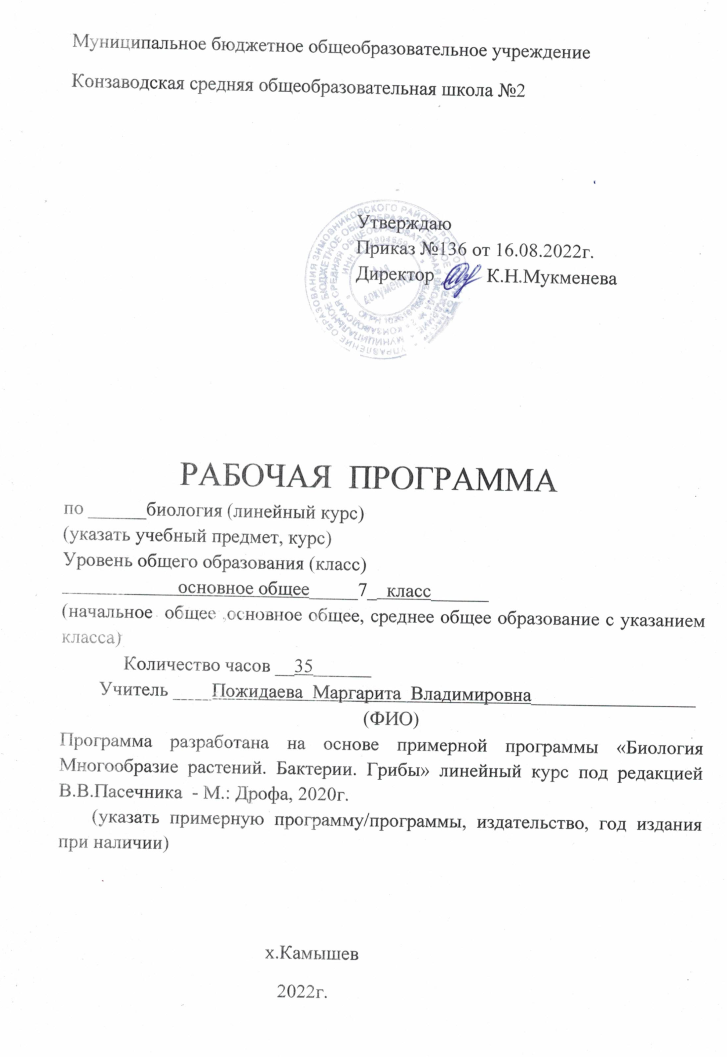 Муниципальное бюджетное общеобразовательное учреждение
Конзаводская средняя общеобразовательная школа №2
Утверждаю
Приказ №136 от 16.08.2022г.
Директор К.Н.Мукменева
РАБОЧАЯ ПРОГРАММА
по ______биология (линейный курс)
(указать учебный предмет, курс)
Уровень общего образования (класс)
____________основное общее_____7_ класс______
(начальное общее ,основное общее, среднее общее образование с указанием
класса)
Количество часов __35______
Учитель ____Пожидаева Маргарита Владимировна_________________
(ФИО)
Программа разработана на основе примерной программы «Биология
Многообразие растений. Бактерии. Грибы» линейный курс под редакцией
В.В.Пасечника - М.: Дрофа, 2020г.
(указать примерную программу/программы, издательство, год издания
при наличии)
х.Камышев
2022г.